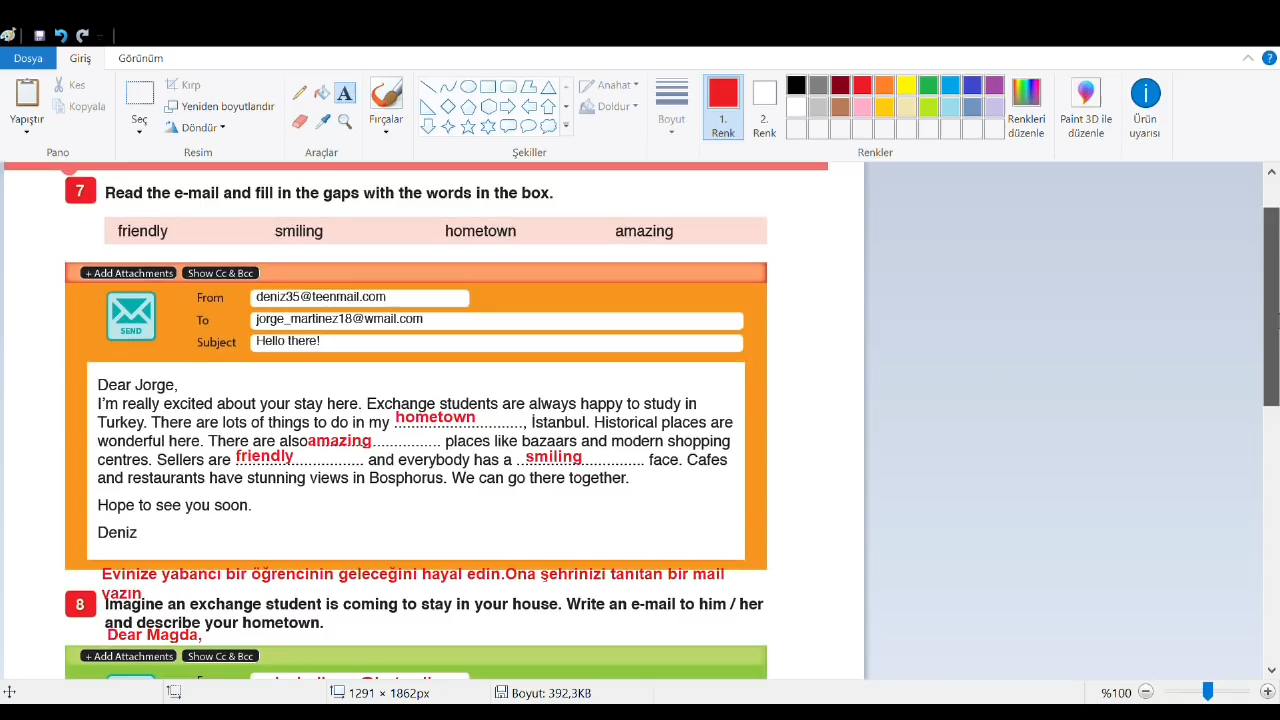 Dosya Giriş Görünüm
Yapıştır Kes Kopyala
Pano
Seç Kırp Yeniden boyutlandır Döndür
Resim
A
Araçlar
Fırçalar
Şekiller
Anahat Doldur
Boyut
1. Renk
2. Renk
Renkleri düzenle
Renkler
Paint 3D ile düzenle
Ürün uyarısı
7 Read the e-mail and fill in the gaps with the words in the box.
friendly smiling hometown amazing
+ Add Attachments Show Cc & Bcc
SEND
From deniz35@teenmail.com
To jorge_martinez18@wmail.com
Subject Hello there!
Dear Jorge,
I'm really excited about your stay here. Exchange students are always happy to study in
Turkey. There are lots of things to do in my hometown, İstanbul. Historical places are
wonderful here. There are also amazing places like bazaars and modern shopping
centres. Sellers are friendly and everybody has a smiling face. Cafes
and restaurants have stunning views in Bosphorus. We can go there together.
Hope to see you soon.
Deniz
Evinize yabancı bir öğrencinin geleceğini hayal edin.Ona şehrinizi tanıtan bir mail
yazın
8 Imagine an exchange student is coming to stay in your house. Write an e-mail to him / her
and describe your hometown.
Dear Magda,
+ Add Attachments Show Cc & Bcc
1291 × 1862px Boyut: 392,3KB %100